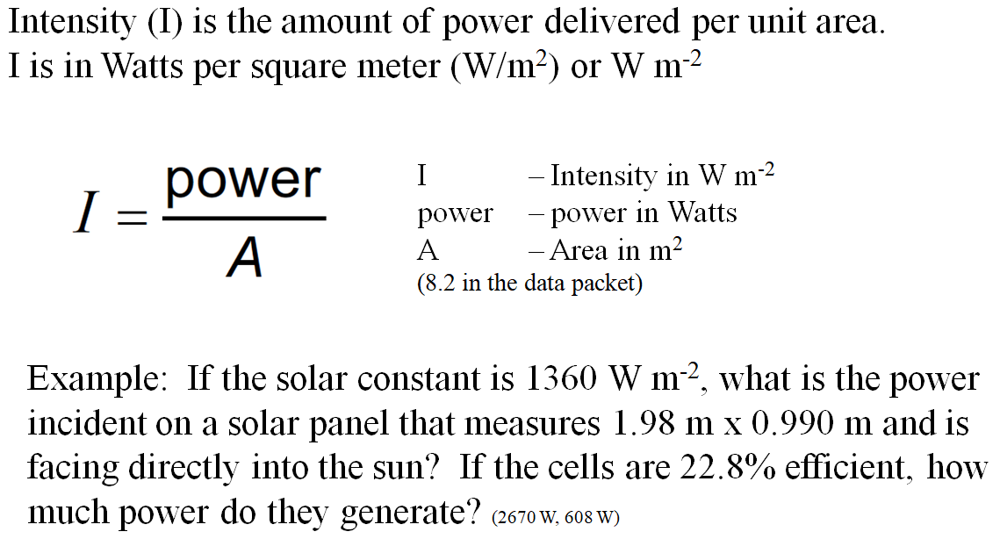 Intensity (I) is the amount of power delivered per unit area.
I is in Watts per square meter (W/m²) or W m⁻²
I = power / A
I – Intensity in W m⁻²
power – power in Watts
A – Area in m²
(8.2 in the data packet)
Example: If the solar constant is 1360 W m⁻², what is the power
incident on a solar panel that measures 1.98 m x 0.990 m and is
facing directly into the sun? If the cells are 22.8% efficient, how
much power do they generate? (2670 W, 608 W)